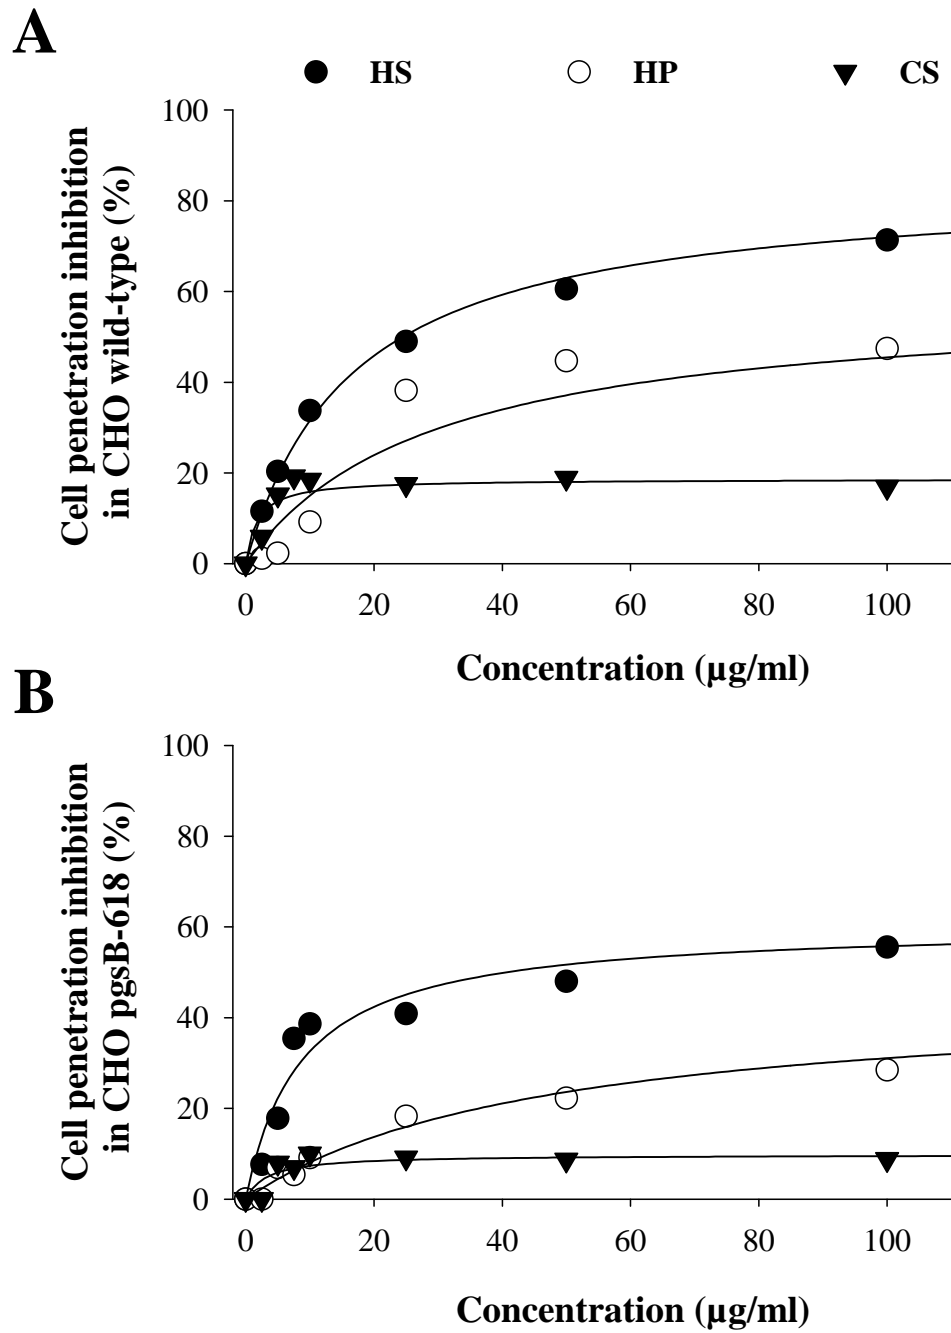 A
HS HP CS
Cell penetration inhibition
in CHO wild-type (%)
100
80
60
40
20
0
0 20 40 60 80 100
Concentration (µg/ml)
B
Cell penetration inhibition
in CHO pgsB-618 (%)
100
80
60
40
20
0
0 20 40 60 80 100
Concentration (µg/ml)